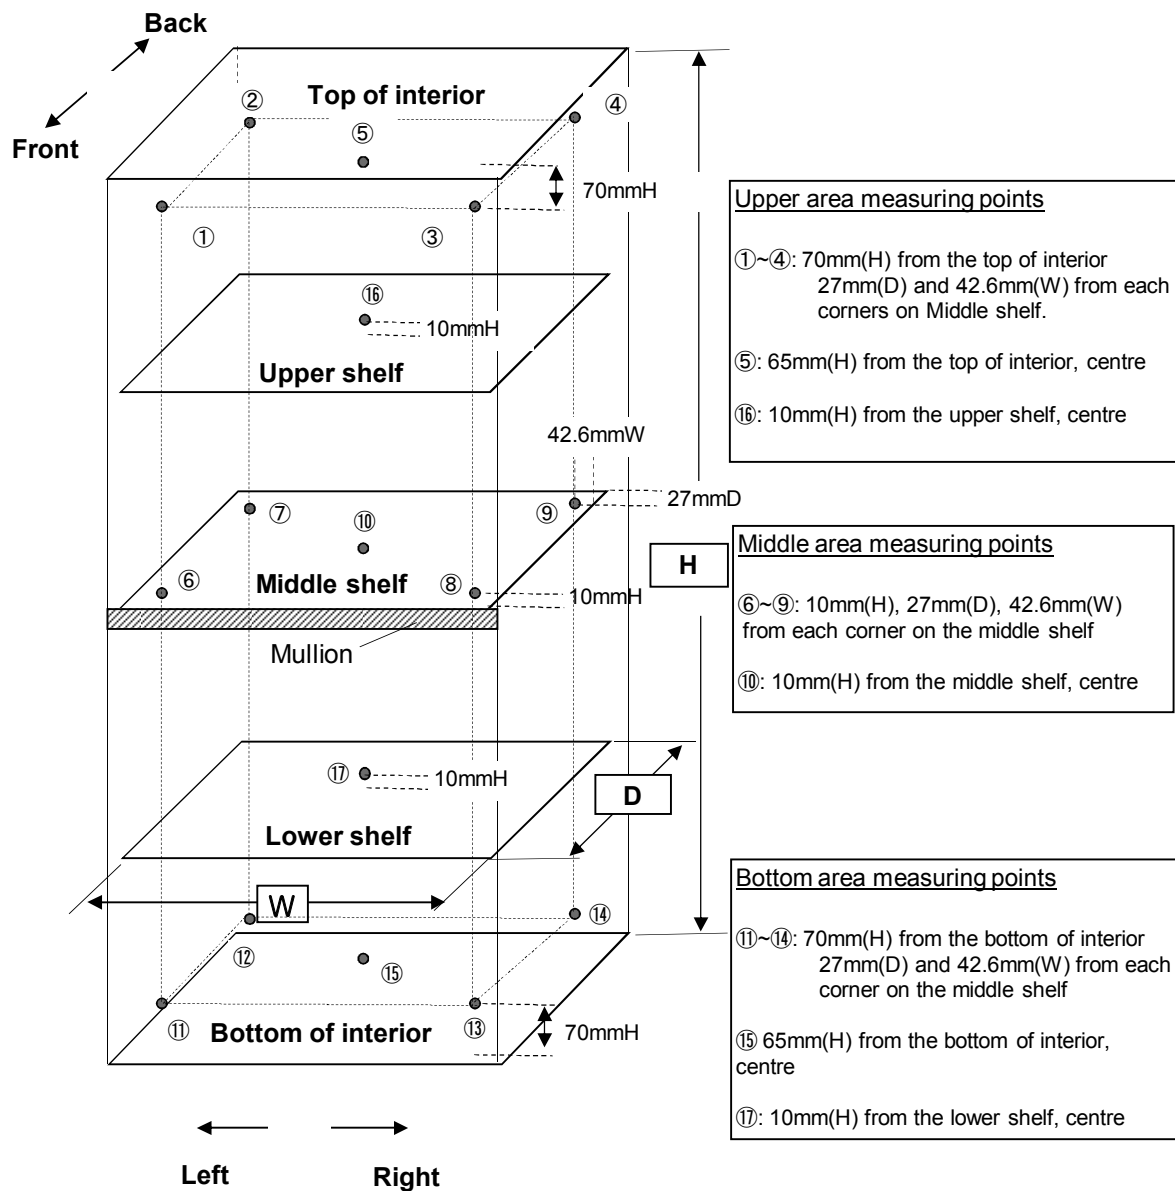 Back
Front
Top of interior
②
④
⑤
70mmH
①
③
⑯
10mmH
Upper shelf
42.6mmW
27mmD
⑦
⑩
⑨
⑥
Middle shelf
⑧
10mmH
Mullion
H
⑰
10mmH
D
Lower shelf
W
⑭
⑫
⑮
⑪
Bottom of interior
⑬
70mmH
Left
Right
Upper area measuring points
①~④: 70mm(H) from the top of interior
27mm(D) and 42.6mm(W) from each
corners on Middle shelf.
⑤: 65mm(H) from the top of interior, centre
⑯: 10mm(H) from the upper shelf, centre
Middle area measuring points
⑥~⑨: 10mm(H), 27mm(D), 42.6mm(W)
from each corner on the middle shelf
⑩: 10mm(H) from the middle shelf, centre
Bottom area measuring points
⑪~⑭: 70mm(H) from the bottom of interior
27mm(D) and 42.6mm(W) from each
corner on the middle shelf
⑮ 65mm(H) from the bottom of interior,
centre
⑰: 10mm(H) from the lower shelf, centre